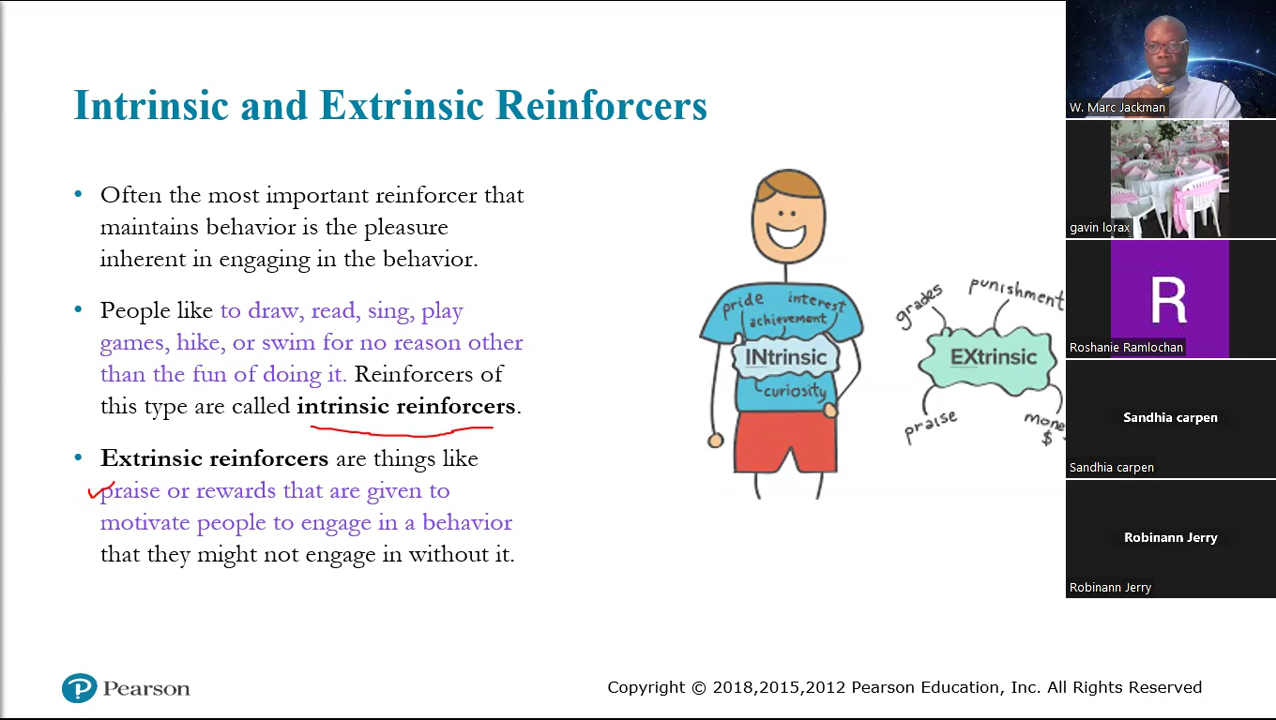 Intrinsic and Extrinsic Reinforcers
• Often the most important reinforcer that
maintains behavior is the pleasure
inherent in engaging in the behavior.
• People like to draw, read, sing, play
games, hike, or swim for no reason other
than the fun of doing it. Reinforcers of
this type are called intrinsic reinforcers.
• Extrinsic reinforcers are things like
praise or rewards that are given to
motivate people to engage in a behavior
that they might not engage in without it.
pride interest
achievement
INtrinsic
curiosity
grades punishment
EXtrinsic
praise mone
$
P Pearson
Copyright © 2018,2015,2012 Pearson Education, Inc. All Rights Reserved
W. Marc Jackman
gavin lorax
R
Roshanie Ramlochan
Sandhia carpen
Sandhia carpen
Robinann Jerry
Robinann Jerry